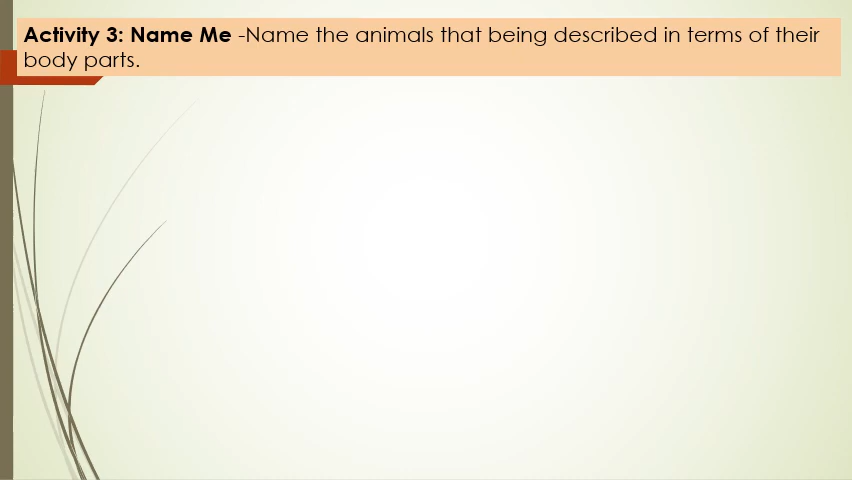 Activity 3: Name Me -Name the animals that being described in terms of their
body parts.